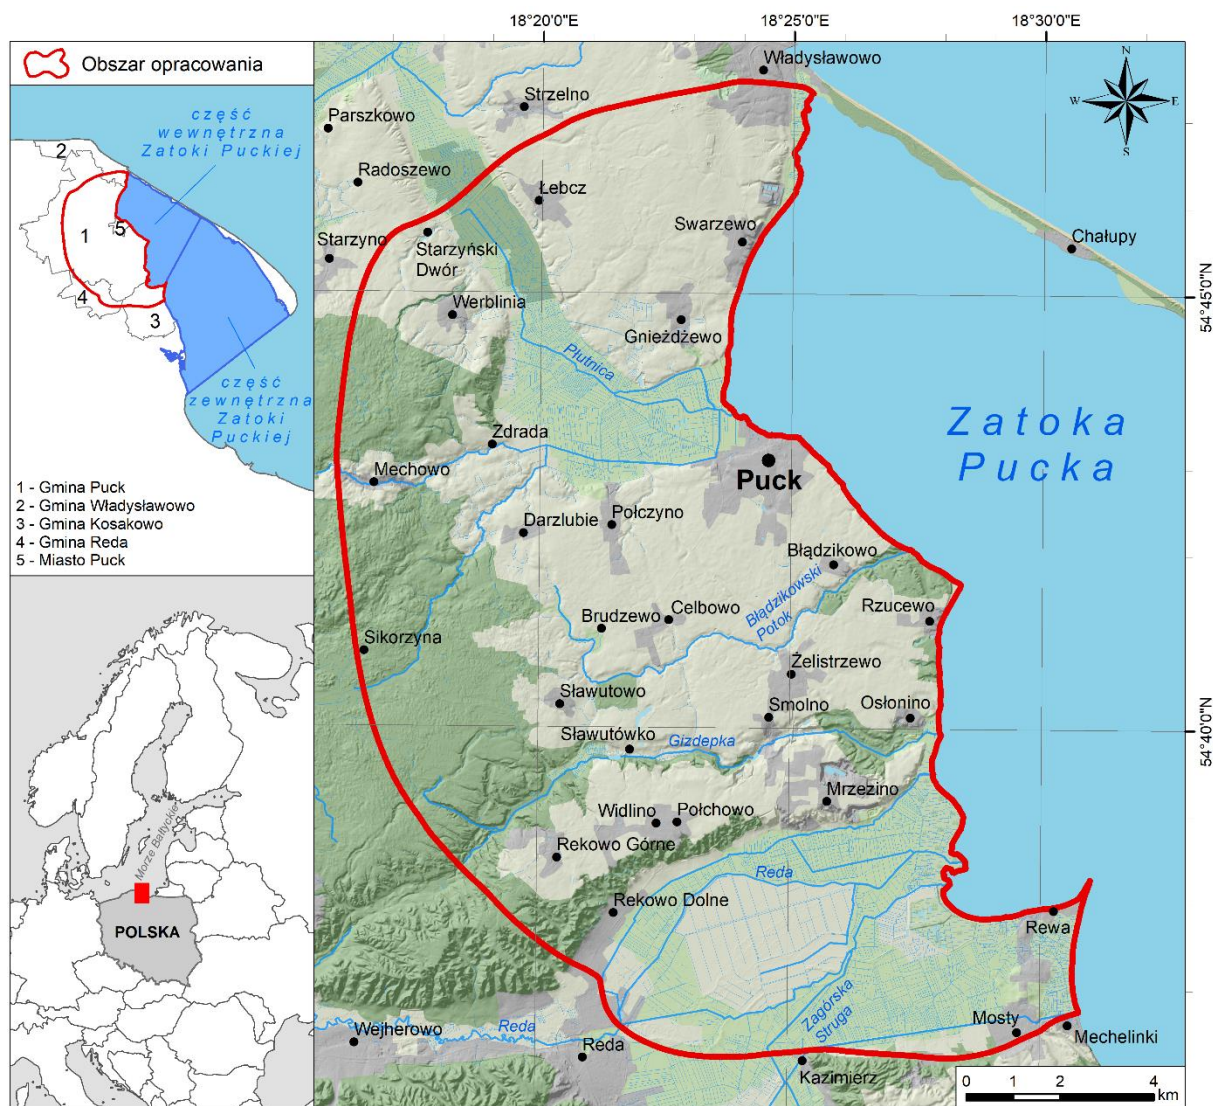 18°20'0"E
18°25'0"E
18°30'0"E
Obszar opracowania
część
wewnętrzna
Zatoki Puckiej
2
1
5
4
3
część
zewnętrzna
Zatoki
Puckiej
1 - Gmina Puck
2 - Gmina Władysławowo
3 - Gmina Kosakowo
4 - Gmina Reda
5 - Miasto Puck
Morze Bałtyckie
POLSKA
Władysławowo
N
W
E
S
Strzelno
Parszkowo
Radoszewo
Łebcz
Swarzewo
Chałupy
Starzyno
Starzyński
Dwór
Werblinia
54°45'0"N
Gnieżdżewo
Płutnica
Zatoka
Pucka
Zdrada
Mechowo
Puck
Darzlubie
Połczyno
Błądzikowo
Błądzikowski
Potok
Rzucewo
Brudzewo
Celbowo
Sikorzyna
Żelistrzewo
Sławutowo
Smolno
Osłonino
54°40'0"N
Sławutówko
Gizdepka
Mrzezino
Widlino
Połchowo
Rekowo Górne
Reda
Rekowo Dolne
Rewa
Zagórska
Struga
Wejherowo
Reda
Reda
Mosty
Mechelinki
Kazimierz
0
1
2
4
km